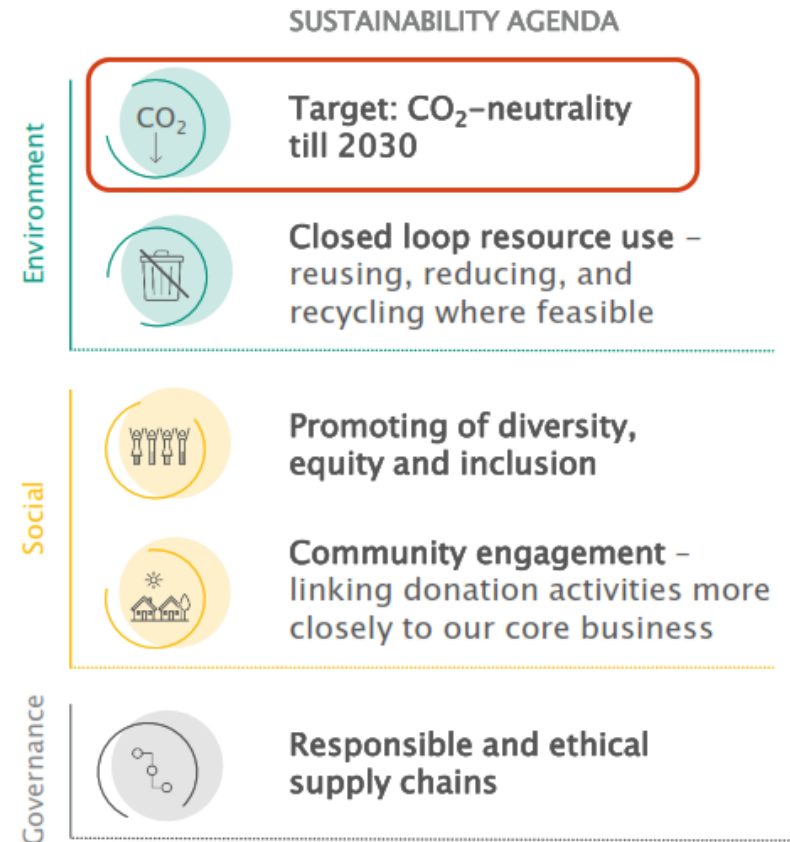 SUSTAINABILITY AGENDA
Environment
CO₂
Target: CO₂-neutrality
till 2030
Closed loop resource use –
reusing, reducing, and
recycling where feasible
Social
Promoting of diversity,
equity and inclusion
Community engagement –
linking donation activities more
closely to our core business
Governance
Responsible and ethical
supply chains